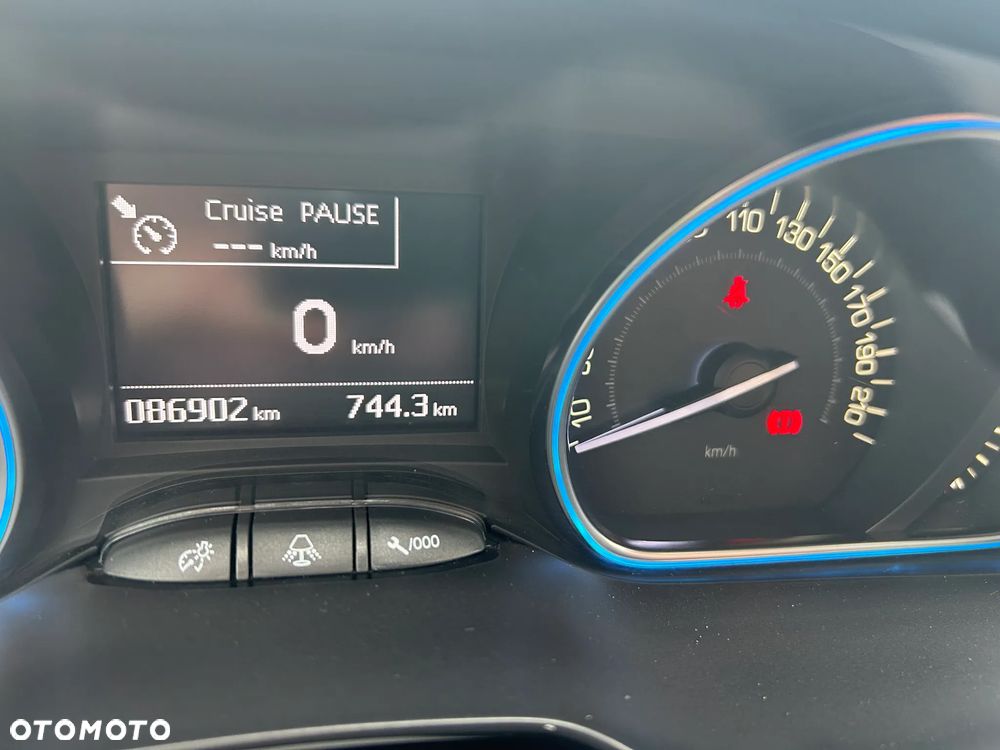 Cruise PAUSE
--- km/h
0 km/h
086902 km 744.3 km
/000
10
110
130
150
170
190
210
km/h
OTOMOTO